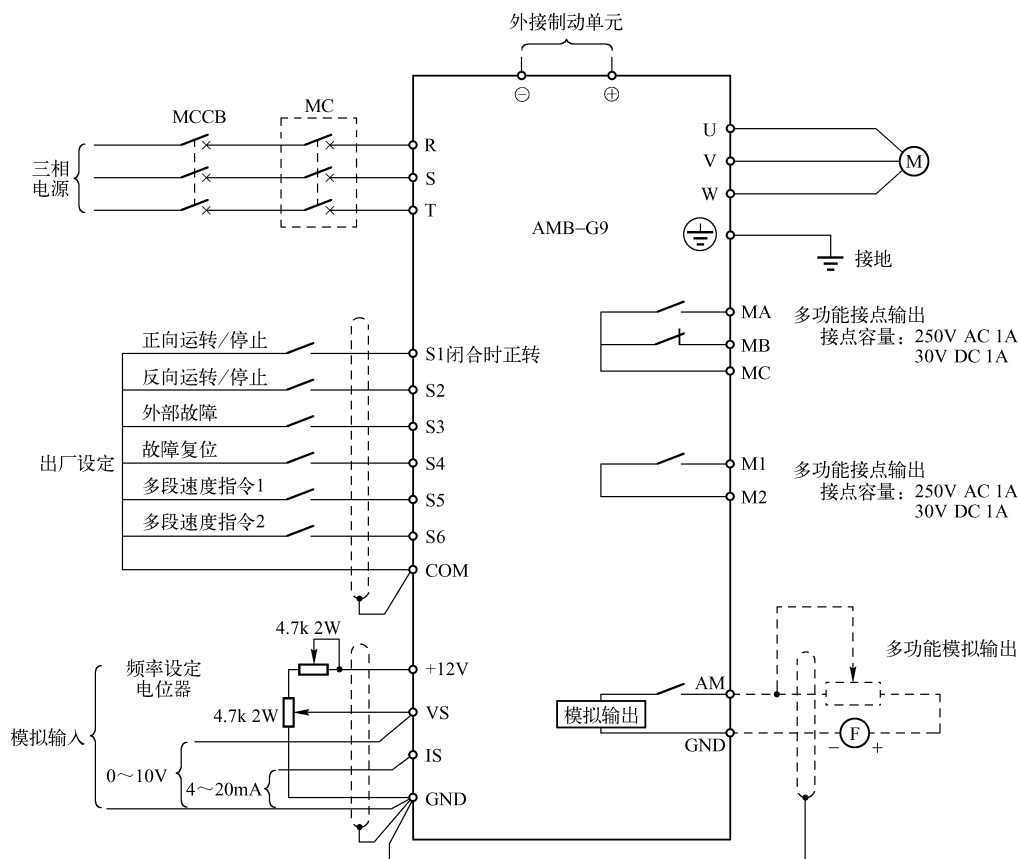 外接制动单元
⊖
⊕
MCCB
MC
三相
电源
R
S
T
U
V
W
M
AMB-G9
接地
MA
MB
MC
多功能接点输出
接点容量：250V AC 1A
30V DC 1A
出厂设定
正向运转/停止
S1闭合时正转
反向运转/停止
S2
外部故障
S3
故障复位
S4
多段速度指令1
S5
多段速度指令2
S6
COM
M1
M2
多功能接点输出
接点容量：250V AC 1A
30V DC 1A
4.7k 2W
频率设定
电位器
+12V
4.7k 2W
VS
模拟输入
IS
0～10V
4～20mA
GND
模拟输出
AM
GND
多功能模拟输出
− F +